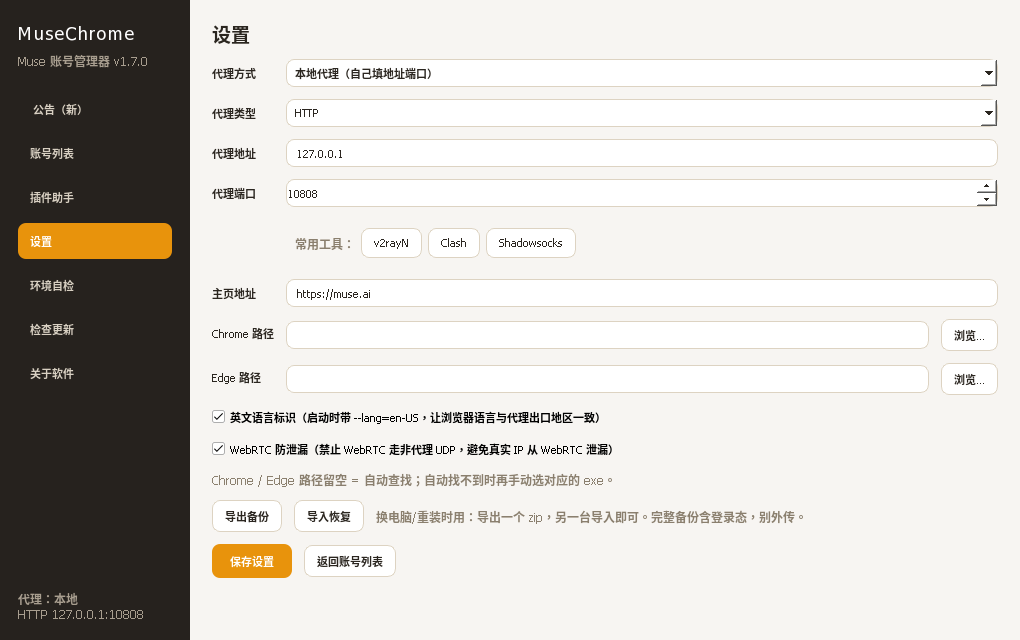 MuseChrome
Muse 账号管理器 v1.7.0
公告（新）
账号列表
插件助手
设置
环境自检
检查更新
关于软件
代理：本地
HTTP 127.0.0.1:10808
设置
代理方式 本地代理（自己填地址端口）
代理类型 HTTP
代理地址 127.0.0.1
代理端口 10808
常用工具： v2rayN Clash Shadowsocks
主页地址 https://muse.ai
Chrome 路径 浏览...
Edge 路径 浏览...
英文语言标识（启动时带 --lang=en-US，让浏览器语言与代理出口地区一致）
WebRTC 防泄漏（禁止 WebRTC 走非代理 UDP，避免真实 IP 从 WebRTC 泄漏）
Chrome / Edge 路径留空 = 自动查找；自动找不到时再手动选对应的 exe。
导出备份 导入恢复 换电脑/重装时用：导出一个 zip，另一台导入即可。完整备份含登录态，别外传。
保存设置 返回账号列表